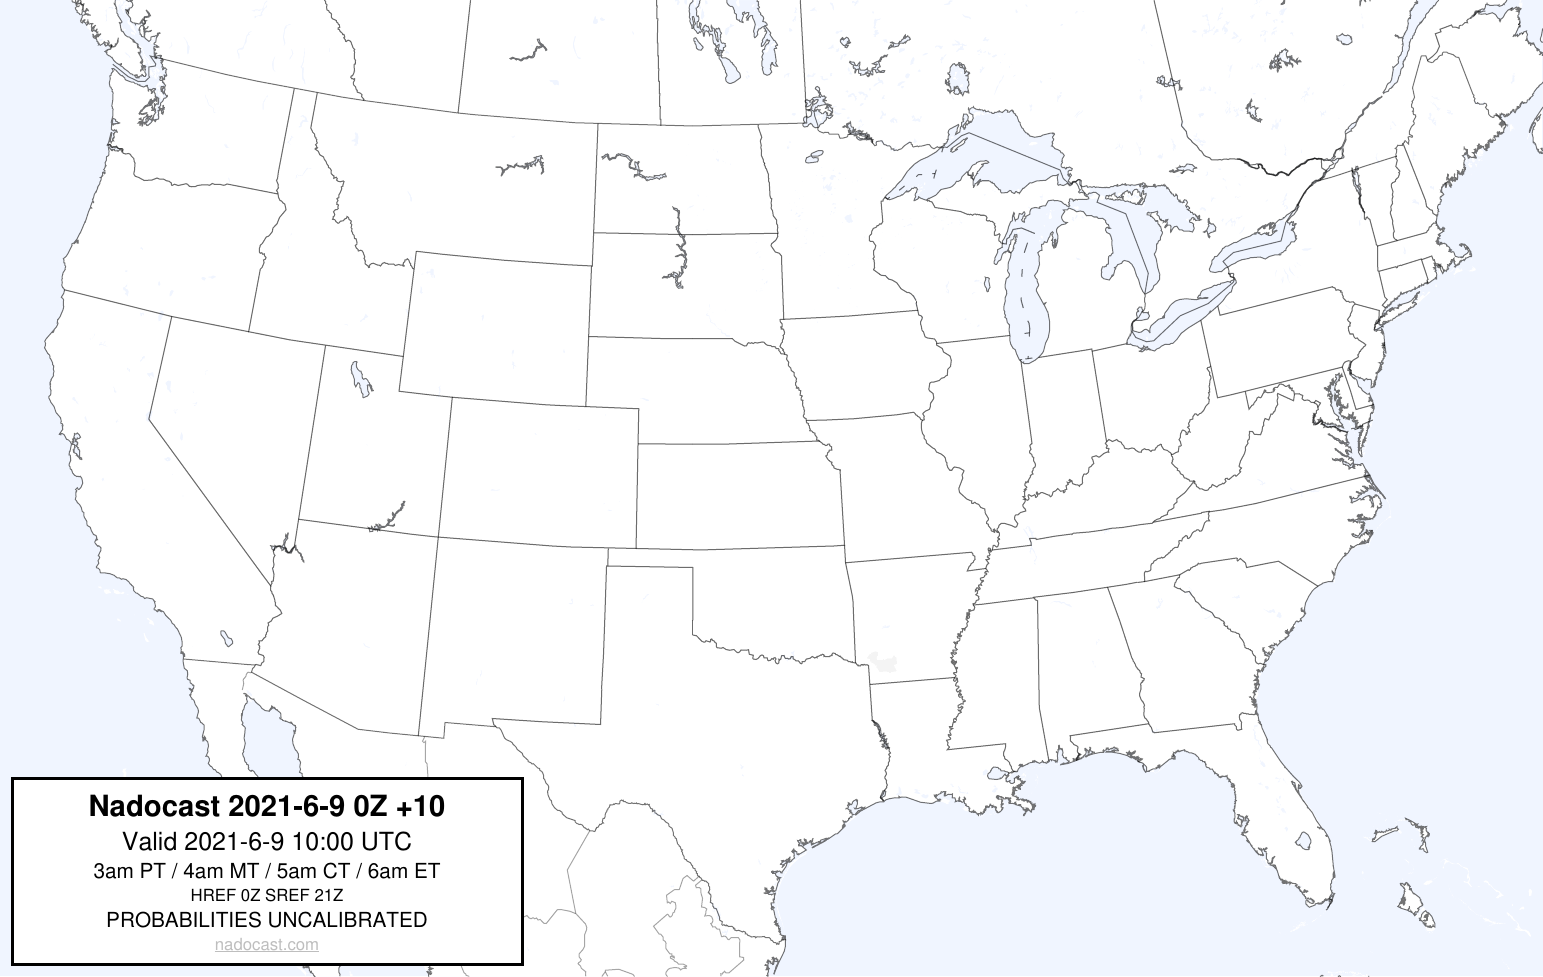 Nadocast 2021-6-9 0Z +10
Valid 2021-6-9 10:00 UTC
3am PT / 4am MT / 5am CT / 6am ET
HREF 0Z SREF 21Z
PROBABILITIES UNCALIBRATED
nadocast.com